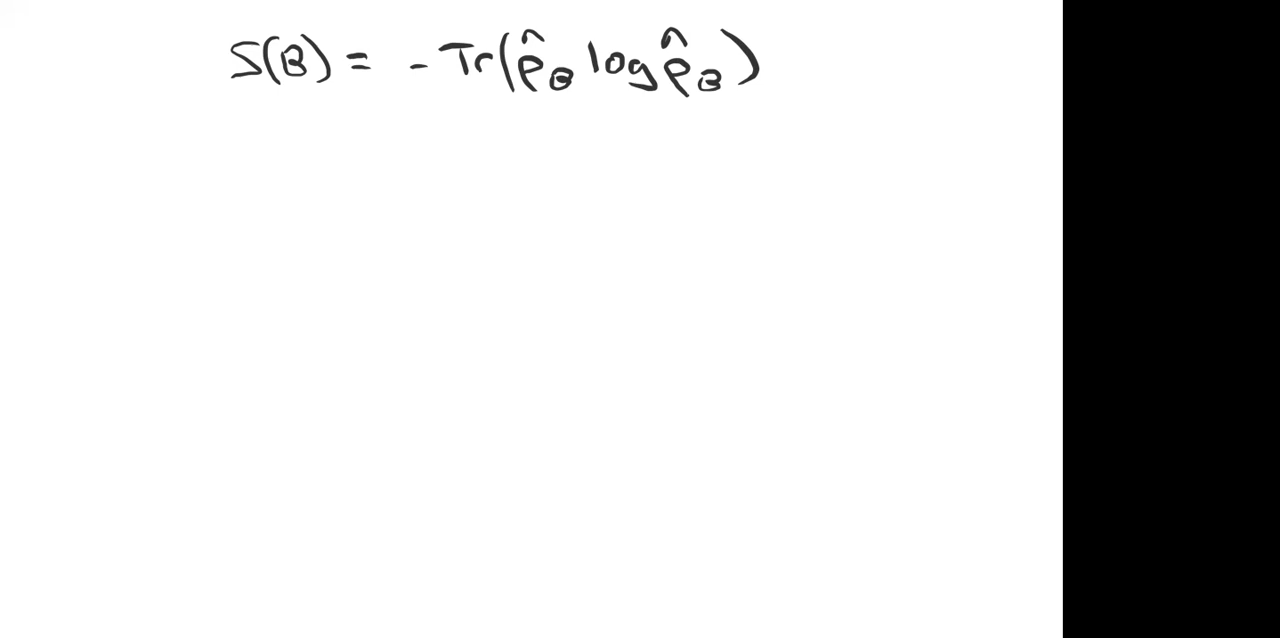 S(B) = - Tr(ρ̂_B log ρ̂_B)